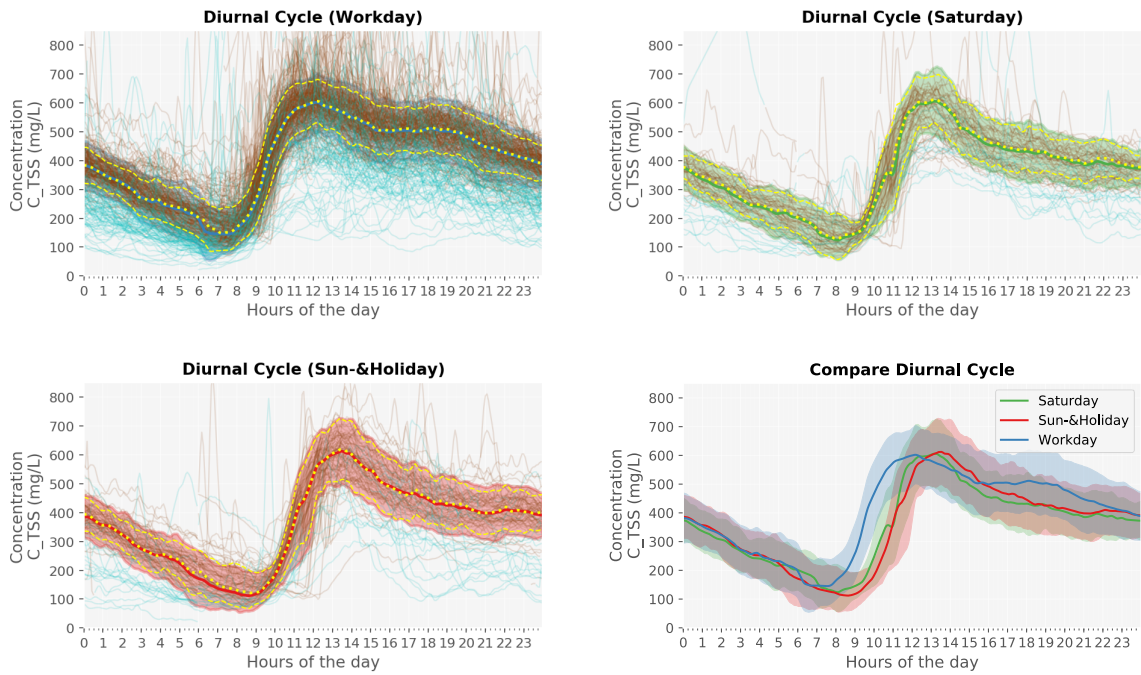 Diurnal Cycle (Workday)
Concentration
C_TSS (mg/L)
800
700
600
500
400
300
200
100
0
0 1 2 3 4 5 6 7 8 9 10 11 12 13 14 15 16 17 18 19 20 21 22 23
Hours of the day
Diurnal Cycle (Saturday)
Concentration
C_TSS (mg/L)
800
700
600
500
400
300
200
100
0
0 1 2 3 4 5 6 7 8 9 10 11 12 13 14 15 16 17 18 19 20 21 22 23
Hours of the day
Diurnal Cycle (Sun-&Holiday)
Concentration
C_TSS (mg/L)
800
700
600
500
400
300
200
100
0
0 1 2 3 4 5 6 7 8 9 10 11 12 13 14 15 16 17 18 19 20 21 22 23
Hours of the day
Compare Diurnal Cycle
Concentration
C_TSS (mg/L)
800
700
600
500
400
300
200
100
0
Saturday
Sun-&Holiday
Workday
0 1 2 3 4 5 6 7 8 9 10 11 12 13 14 15 16 17 18 19 20 21 22 23
Hours of the day